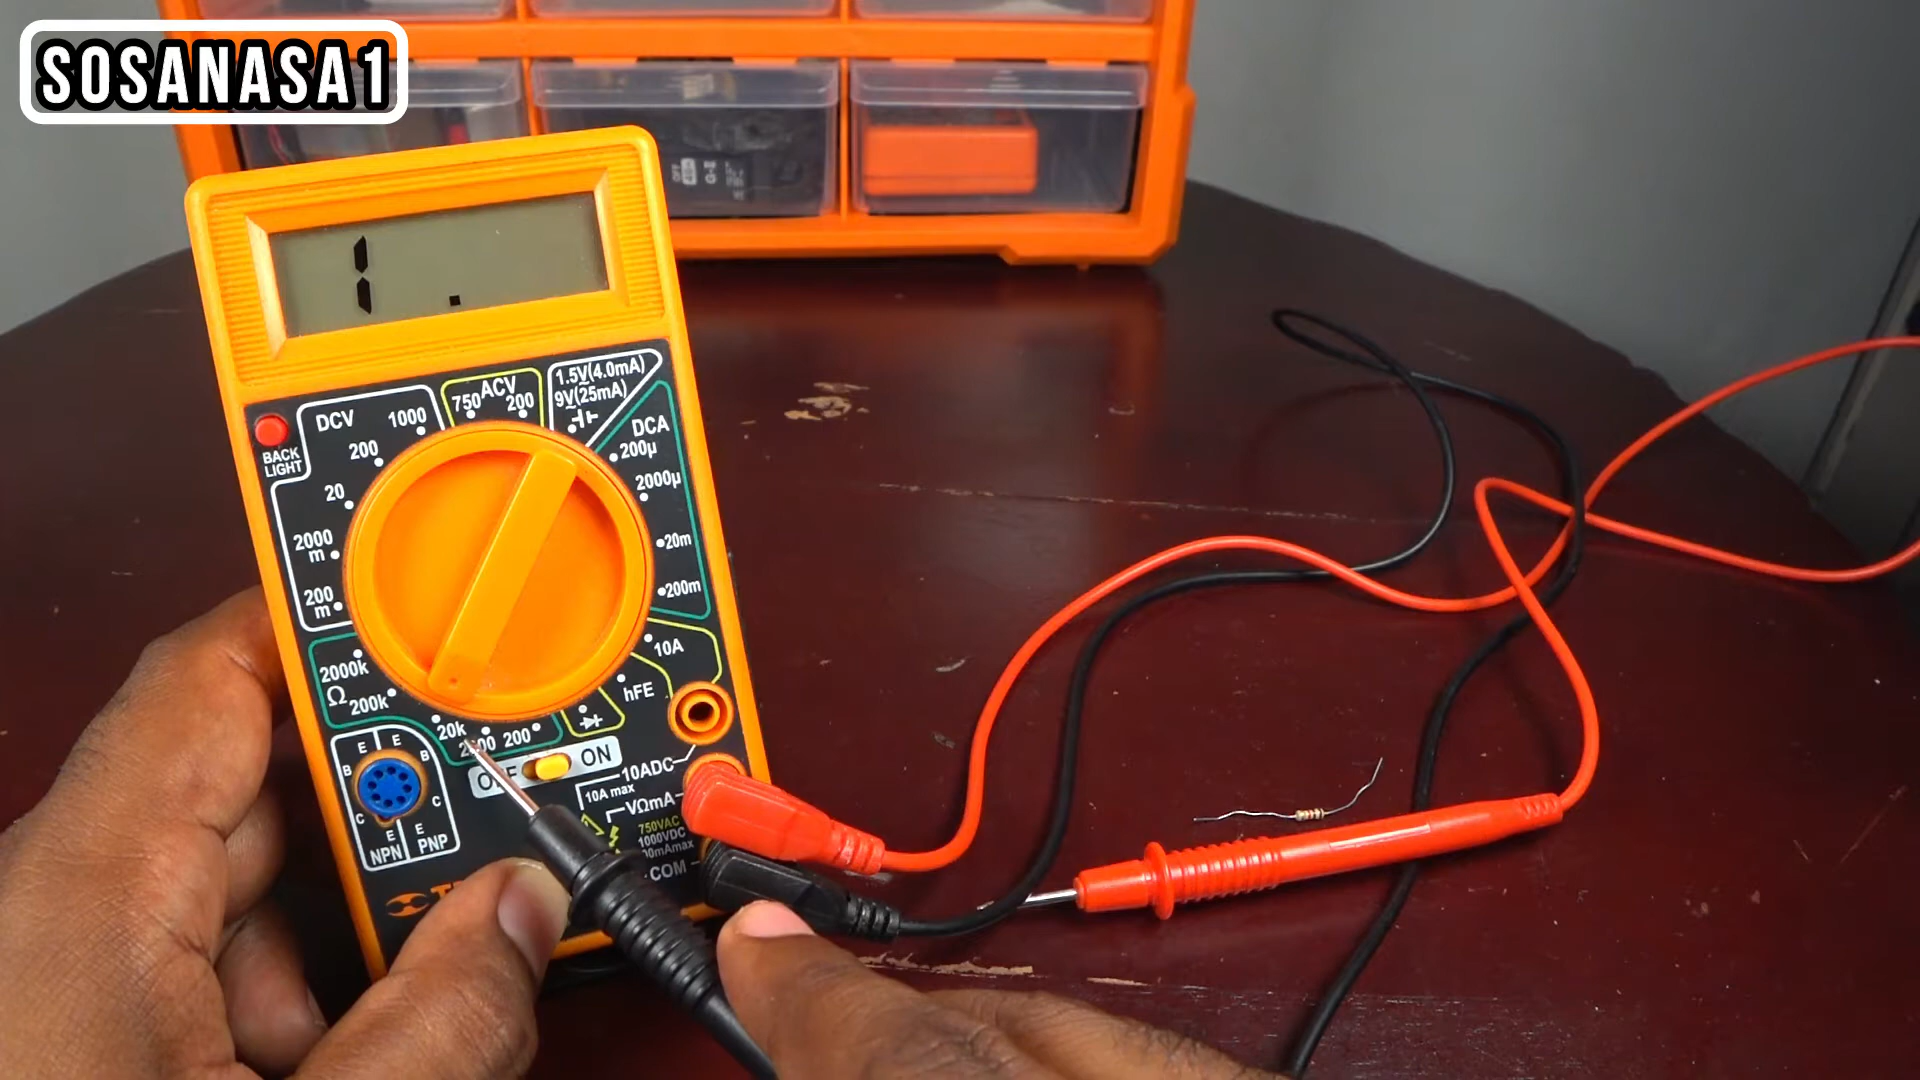 SOSANASA1
OFF
1.
DCV
1000
ACV
750
200
1.5V(4.0mA)
9V(25mA)
BACK
LIGHT
200
20
2000
m
200
m
DCA
200µ
2000µ
20m
200m
10A
hFE
2000k
Ω
200k
20k
200
ON
10ADC
10A max
VΩmA
750VAC
1000VDC
COM
E
E
B
B
C
C
E
E
NPN
PNP